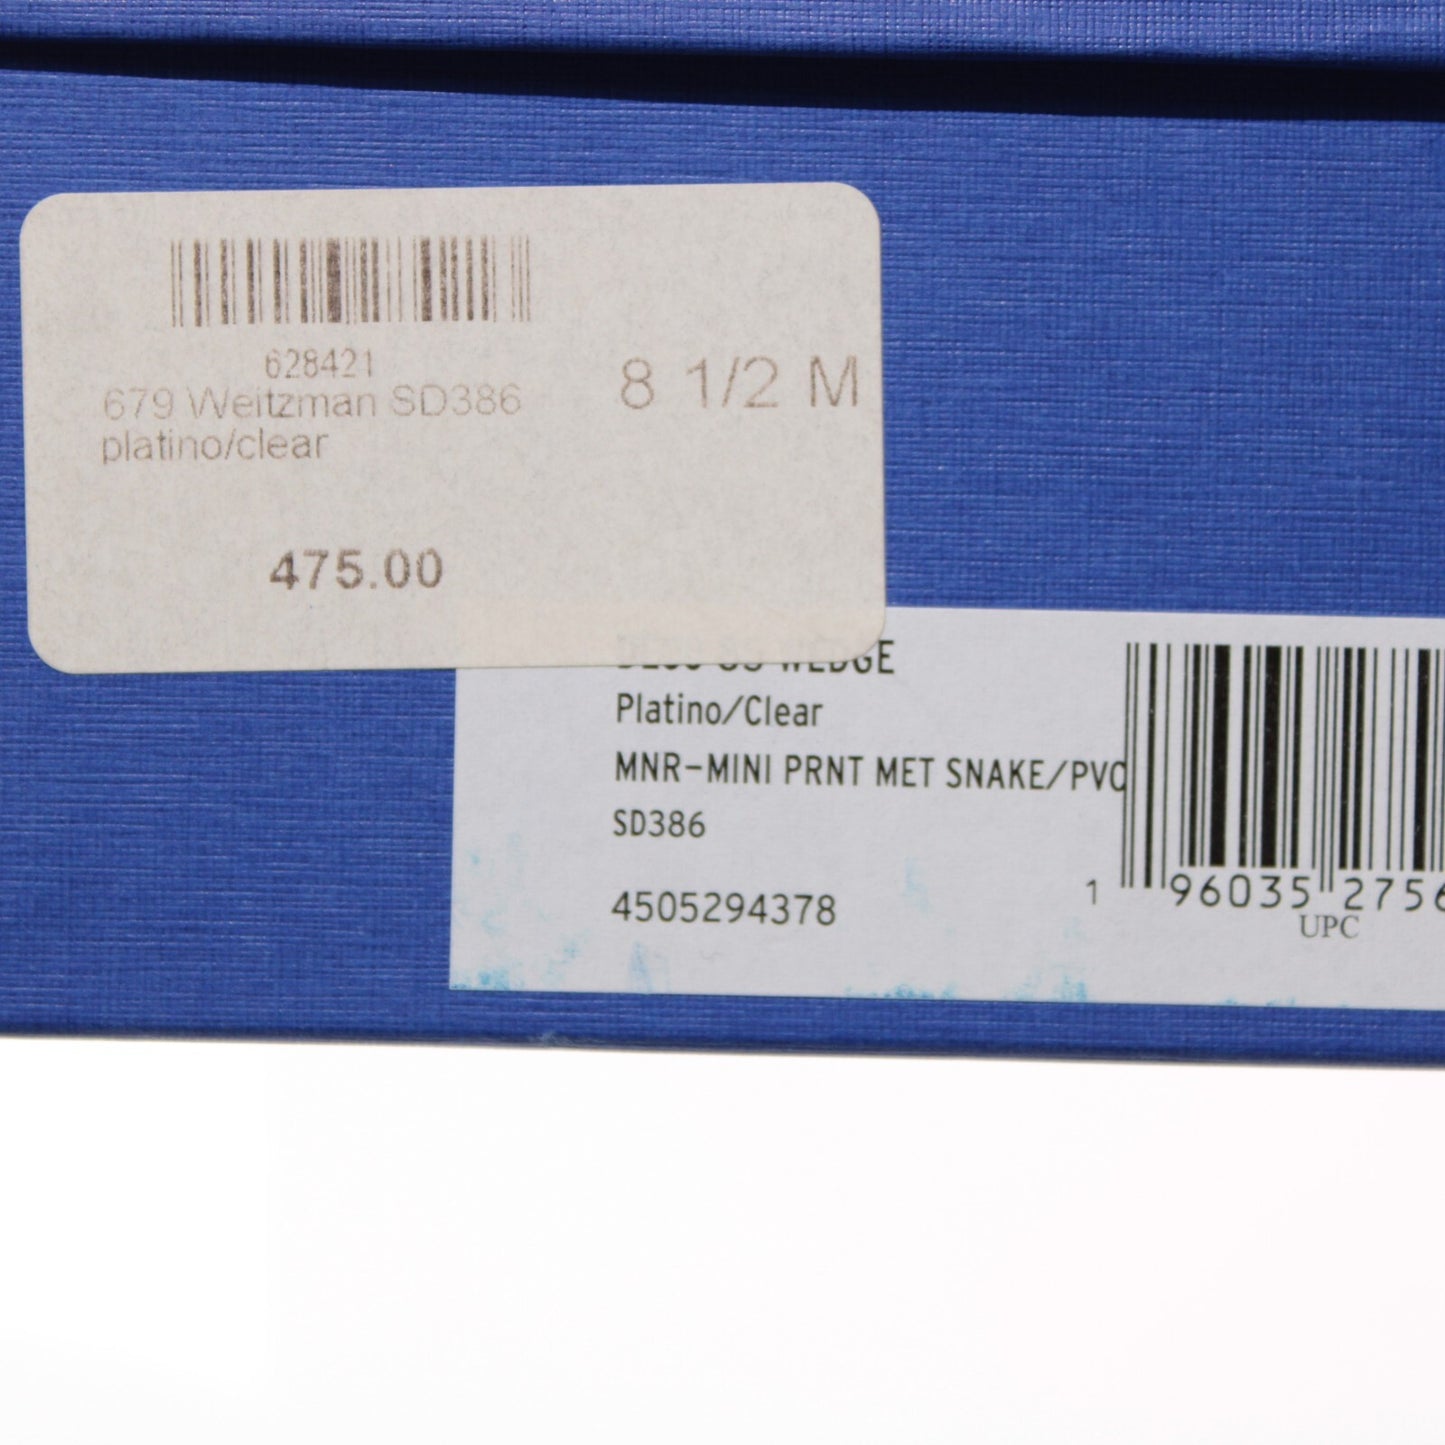 628421
679 Weitzman SD386
platino/clear
8 1/2 M
475.00
WEDGE
Platino/Clear
MNR-MINI PRNT MET SNAKE/PVC
SD386
4505294378
1 96035 2756
UPC